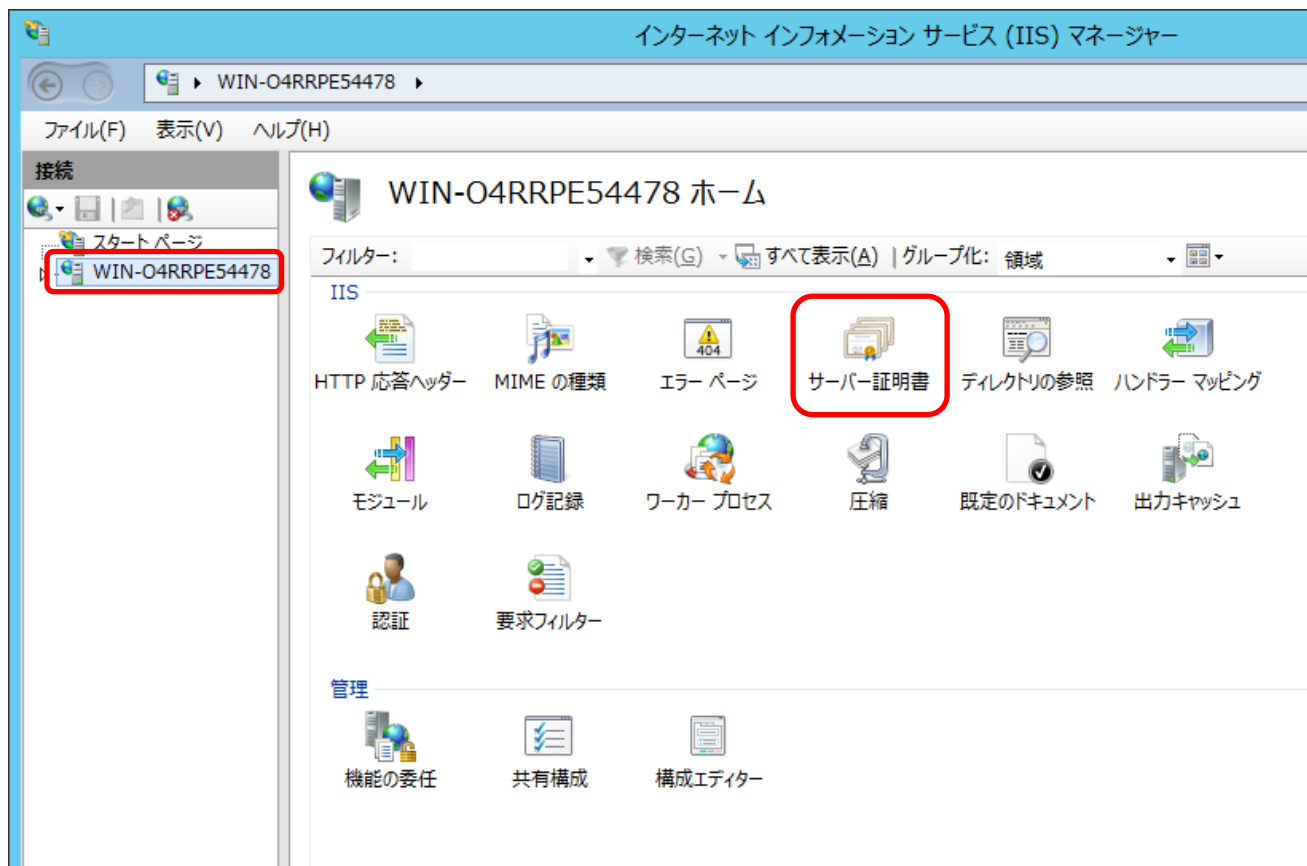 インターネット インフォメーション サービス (IIS) マネージャー
WIN-O4RRPE54478
ファイル(F) 表示(V) ヘルプ(H)
接続
スタート ページ
WIN-O4RRPE54478
WIN-O4RRPE54478 ホーム
フィルター: 検索(G) すべて表示(A) グループ化: 領域
IIS
HTTP 応答ヘッダー MIME の種類 エラー ページ サーバー証明書 ディレクトリの参照 ハンドラー マッピング
404
モジュール ログ記録 ワーカー プロセス 圧縮 既定のドキュメント 出力キャッシュ
認証 要求フィルター
管理
機能の委任 共有構成 構成エディター